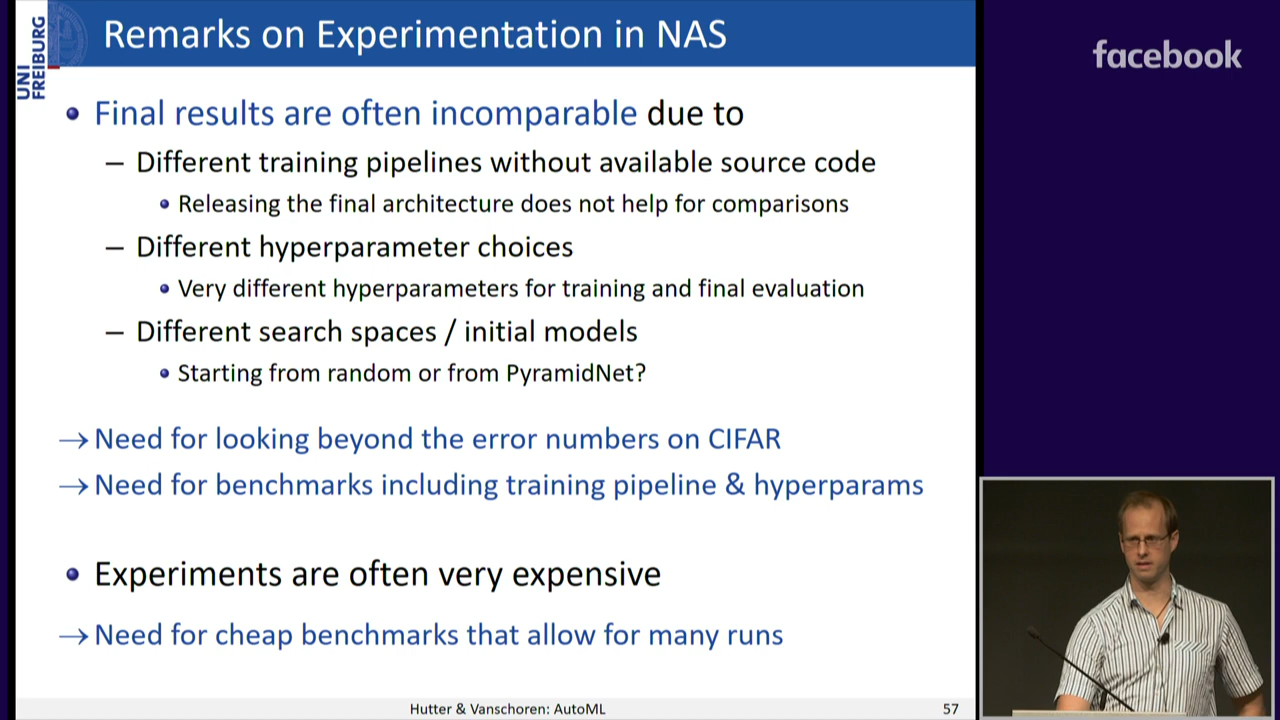 UNI
FREIBURG
Remarks on Experimentation in NAS
facebook
• Final results are often incomparable due to
– Different training pipelines without available source code
• Releasing the final architecture does not help for comparisons
– Different hyperparameter choices
• Very different hyperparameters for training and final evaluation
– Different search spaces / initial models
• Starting from random or from PyramidNet?
→ Need for looking beyond the error numbers on CIFAR
→ Need for benchmarks including training pipeline & hyperparams
• Experiments are often very expensive
→ Need for cheap benchmarks that allow for many runs
Hutter & Vanschoren: AutoML
57